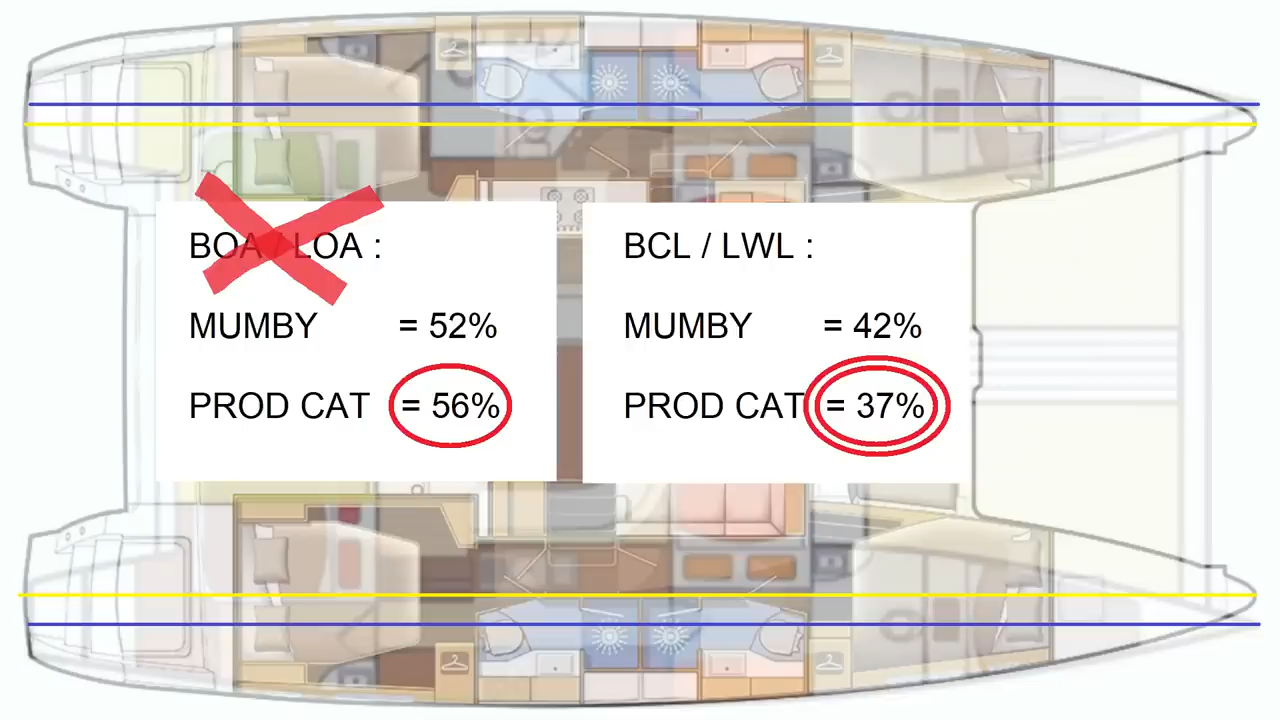 BOA / LOA :
MUMBY = 52%
PROD CAT = 56%
BCL / LWL :
MUMBY = 42%
PROD CAT = 37%